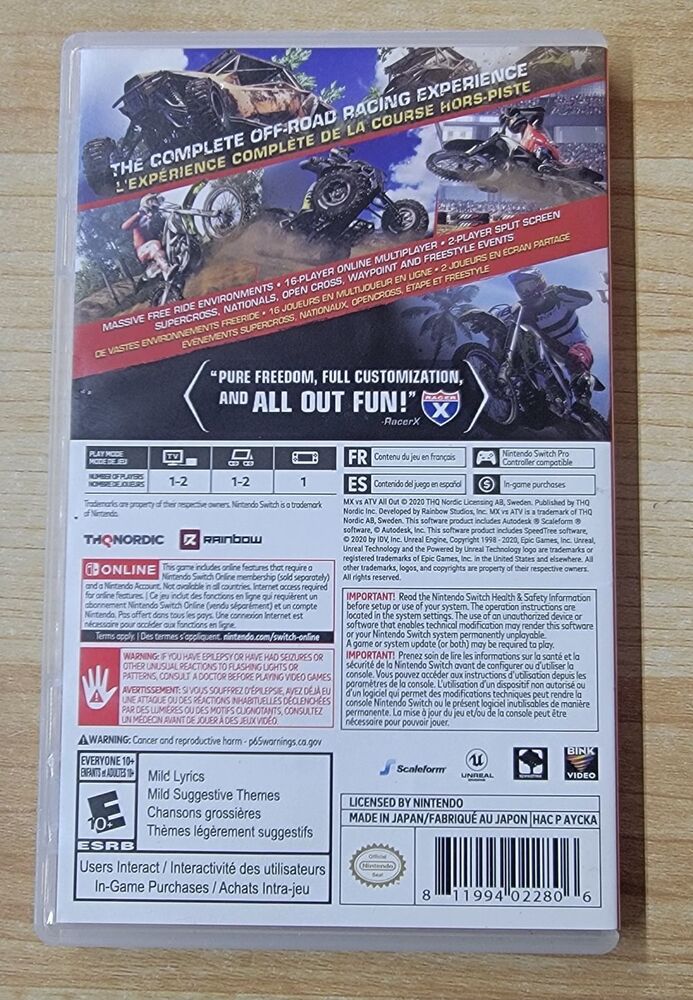 THE COMPLETE OFF-ROAD RACING EXPERIENCE
L'EXPÉRIENCE COMPLÈTE DE LA COURSE HORS-PISTE
MASSIVE FREE RIDE ENVIRONMENTS • 16-PLAYER ONLINE MULTIPLAYER • 2-PLAYER SPLIT SCREEN
SUPERCROSS, NATIONALS, OPEN CROSS, WAYPOINT AND FREESTYLE EVENTS
DE VASTES ENVIRONNEMENTS FREERIDE • 16 JOUEURS EN MULTIJOUEUR EN LIGNE • 2 JOUEURS EN ÉCRAN PARTAGÉ
EVÉNEMENTS SUPERCROSS, NATIONAUX, OPENCROSS, ÉTAPE ET FREESTYLE
"PURE FREEDOM, FULL CUSTOMIZATION,
AND ALL OUT FUN!"
RACER X
-RacerX
PLAY MODE
MODE DE JEU
TV
NUMBER OF PLAYERS
NOMBRE DE JOUEURS
1-2
1-2
1
Trademarks are property of their respective owners. Nintendo Switch is a trademark
of Nintendo.
THQNORDIC
RAINBOW
ONLINE
This game includes online features that require a
Nintendo Switch Online membership (sold separately)
and a Nintendo Account. Not available in all countries. Internet access required
for online features. | Ce jeu inclut des fonctions en ligne qui requièrent un
abonnement Nintendo Switch Online (vendu séparément) et un compte
Nintendo. Pas offert dans tous les pays. Une connexion Internet est
nécessaire pour accéder aux fonctions en ligne.
Terms apply. | Des termes s'appliquent. nintendo.com/switch-online
WARNING: IF YOU HAVE EPILEPSY OR HAVE HAD SEIZURES OR
OTHER UNUSUAL REACTIONS TO FLASHING LIGHTS OR
PATTERNS, CONSULT A DOCTOR BEFORE PLAYING VIDEO GAMES.
AVERTISSEMENT: SI VOUS SOUFFREZ D'ÉPILEPSIE, AVEZ DÉJÀ EU
UNE ATTAQUE OU DES RÉACTIONS INHABITUELLES DÉCLENCHÉES
PAR DES LUMIÈRES OU DES MOTIFS CLIGNOTANTS, CONSULTEZ
UN MÉDECIN AVANT DE JOUER À DES JEUX VIDÉO.
WARNING: Cancer and reproductive harm - p65warnings.ca.gov
EVERYONE 10+
ENFANTS et ADULTES 10+
E
10+
ESRB
Mild Lyrics
Mild Suggestive Themes
Chansons grossières
Thèmes légèrement suggestifs
Users Interact / Interactivité des utilisateurs
In-Game Purchases / Achats Intra-jeu
FR
Contenu du jeu en français
Nintendo Switch Pro
Controller compatible
ES
Contenido del juego en español
$
In-game purchases
MX vs ATV All Out © 2020 THQ Nordic Licensing AB, Sweden. Published by THQ
Nordic Inc. Developed by Rainbow Studios, Inc. MX vs ATV is a trademark of THQ
Nordic AB, Sweden. This software product includes Autodesk ® Scaleform ®
software, © Autodesk, Inc. This software product includes SpeedTree software,
© 2020 by IDV, Inc. Unreal Engine, Copyright 1998 - 2020, Epic Games, Inc. Unreal,
Unreal Technology and the Powered by Unreal Technology logo are trademarks or
registered trademarks of Epic Games, Inc. in the United States and elsewhere. All
other trademarks, logos, and copyrights are property of their respective owners.
All rights reserved.
IMPORTANT! Read the Nintendo Switch Health & Safety Information
before setup or use of your system. The operation instructions are
located in the system settings. The use of an unauthorized device or
software that enables technical modification may render this software
or your Nintendo Switch system permanently unplayable.
A game or system update (or both) may be required to play.
IMPORTANT! Prenez soin de lire les informations sur la santé et la
sécurité de la Nintendo Switch avant de configurer ou d'utiliser la
console. Vous pouvez accéder aux instructions d'utilisation depuis les
paramètres de la console. L'utilisation d'un dispositif non autorisé ou
d'un logiciel qui permet des modifications techniques peut rendre la
console Nintendo Switch ou le présent logiciel inutilisables de manière
permanente. La mise à jour du jeu et/ou de la console peut être
nécessaire pour pouvoir jouer.
Scaleform
UNREAL
ENGINE
BINK
VIDEO
LICENSED BY NINTENDO
MADE IN JAPAN/FABRIQUÉ AU JAPON
HAC P AYCKA
Official
Nintendo
Seal
8 11994 02280 6